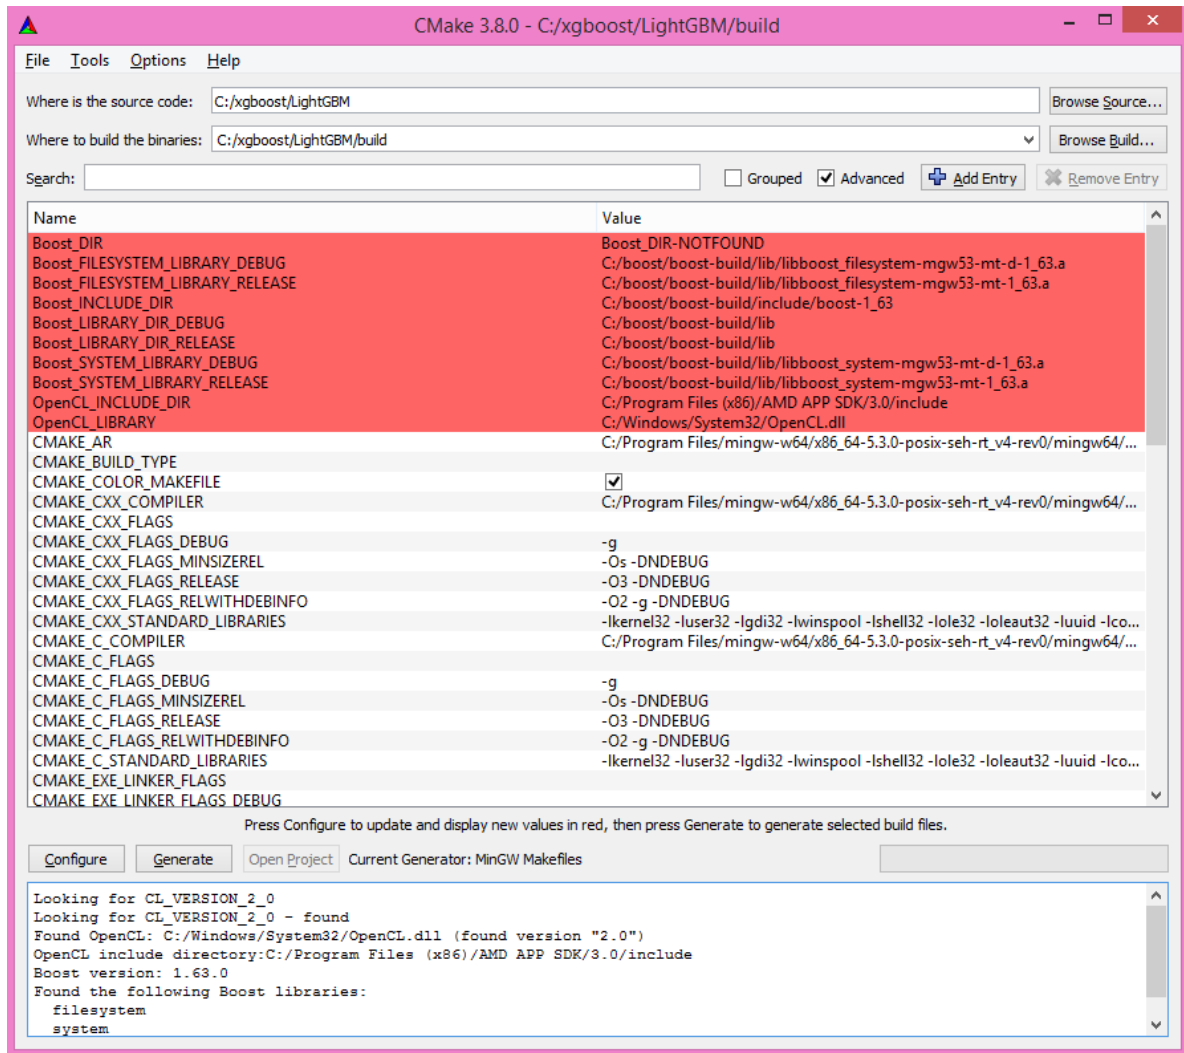 CMake 3.8.0 - C:/xgboost/LightGBM/build
File Tools Options Help
Where is the source code: C:/xgboost/LightGBM Browse Source...
Where to build the binaries: C:/xgboost/LightGBM/build Browse Build...
Search: Grouped Advanced Add Entry Remove Entry
Name Value
Boost_DIR Boost_DIR-NOTFOUND
Boost_FILESYSTEM_LIBRARY_DEBUG C:/boost/boost-build/lib/libboost_filesystem-mgw53-mt-d-1_63.a
Boost_FILESYSTEM_LIBRARY_RELEASE C:/boost/boost-build/lib/libboost_filesystem-mgw53-mt-1_63.a
Boost_INCLUDE_DIR C:/boost/boost-build/include/boost-1_63
Boost_LIBRARY_DIR_DEBUG C:/boost/boost-build/lib
Boost_LIBRARY_DIR_RELEASE C:/boost/boost-build/lib
Boost_SYSTEM_LIBRARY_DEBUG C:/boost/boost-build/lib/libboost_system-mgw53-mt-d-1_63.a
Boost_SYSTEM_LIBRARY_RELEASE C:/boost/boost-build/lib/libboost_system-mgw53-mt-1_63.a
OpenCL_INCLUDE_DIR C:/Program Files (x86)/AMD APP SDK/3.0/include
OpenCL_LIBRARY C:/Windows/System32/OpenCL.dll
CMAKE_AR C:/Program Files/mingw-w64/x86_64-5.3.0-posix-seh-rt_v4-rev0/mingw64/...
CMAKE_BUILD_TYPE
CMAKE_COLOR_MAKEFILE
CMAKE_CXX_COMPILER C:/Program Files/mingw-w64/x86_64-5.3.0-posix-seh-rt_v4-rev0/mingw64/...
CMAKE_CXX_FLAGS
CMAKE_CXX_FLAGS_DEBUG -g
CMAKE_CXX_FLAGS_MINSIZEREL -Os -DNDEBUG
CMAKE_CXX_FLAGS_RELEASE -O3 -DNDEBUG
CMAKE_CXX_FLAGS_RELWITHDEBINFO -O2 -g -DNDEBUG
CMAKE_CXX_STANDARD_LIBRARIES -lkernel32 -luser32 -lgdi32 -lwinspool -lshell32 -lole32 -loleaut32 -luuid -lco...
CMAKE_C_COMPILER C:/Program Files/mingw-w64/x86_64-5.3.0-posix-seh-rt_v4-rev0/mingw64/...
CMAKE_C_FLAGS
CMAKE_C_FLAGS_DEBUG -g
CMAKE_C_FLAGS_MINSIZEREL -Os -DNDEBUG
CMAKE_C_FLAGS_RELEASE -O3 -DNDEBUG
CMAKE_C_FLAGS_RELWITHDEBINFO -O2 -g -DNDEBUG
CMAKE_C_STANDARD_LIBRARIES -lkernel32 -luser32 -lgdi32 -lwinspool -lshell32 -lole32 -loleaut32 -luuid -lco...
CMAKE_EXE_LINKER_FLAGS
CMAKE_EXE_LINKER_FLAGS_DEBUG
Press Configure to update and display new values in red, then press Generate to generate selected build files.
Configure Generate Open Project Current Generator: MinGW Makefiles
Looking for CL_VERSION_2_0
Looking for CL_VERSION_2_0 - found
Found OpenCL: C:/Windows/System32/OpenCL.dll (found version "2.0")
OpenCL include directory:C:/Program Files (x86)/AMD APP SDK/3.0/include
Boost version: 1.63.0
Found the following Boost libraries:
filesystem
system